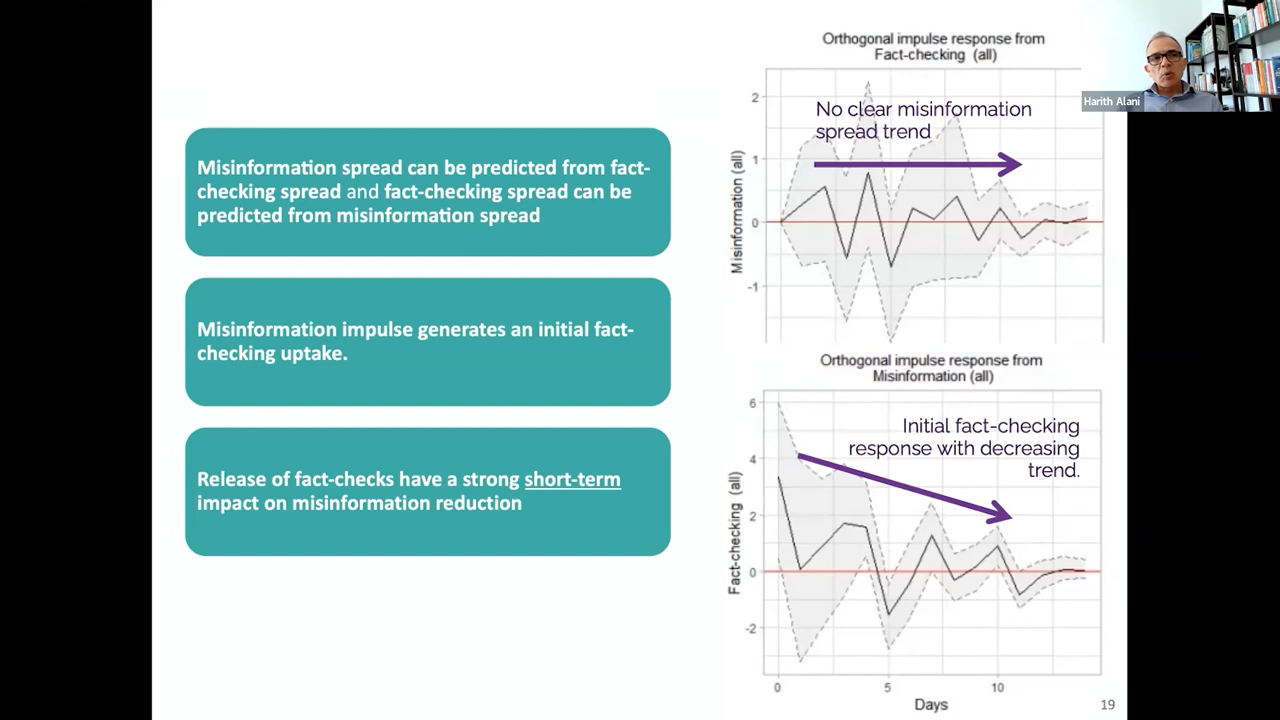 Misinformation spread can be predicted from fact-
checking spread and fact-checking spread can be
predicted from misinformation spread
Misinformation impulse generates an initial fact-
checking uptake.
Release of fact-checks have a strong short-term
impact on misinformation reduction
Orthogonal impulse response from
Fact-checking (all)
No clear misinformation
spread trend
Misinformation (all)
2
1
0
-1
Orthogonal impulse response from
Misinformation (all)
Initial fact-checking
response with decreasing
trend.
Fact-checking (all)
6
4
2
0
-2
0
5
10
Days
19
Harith Alani